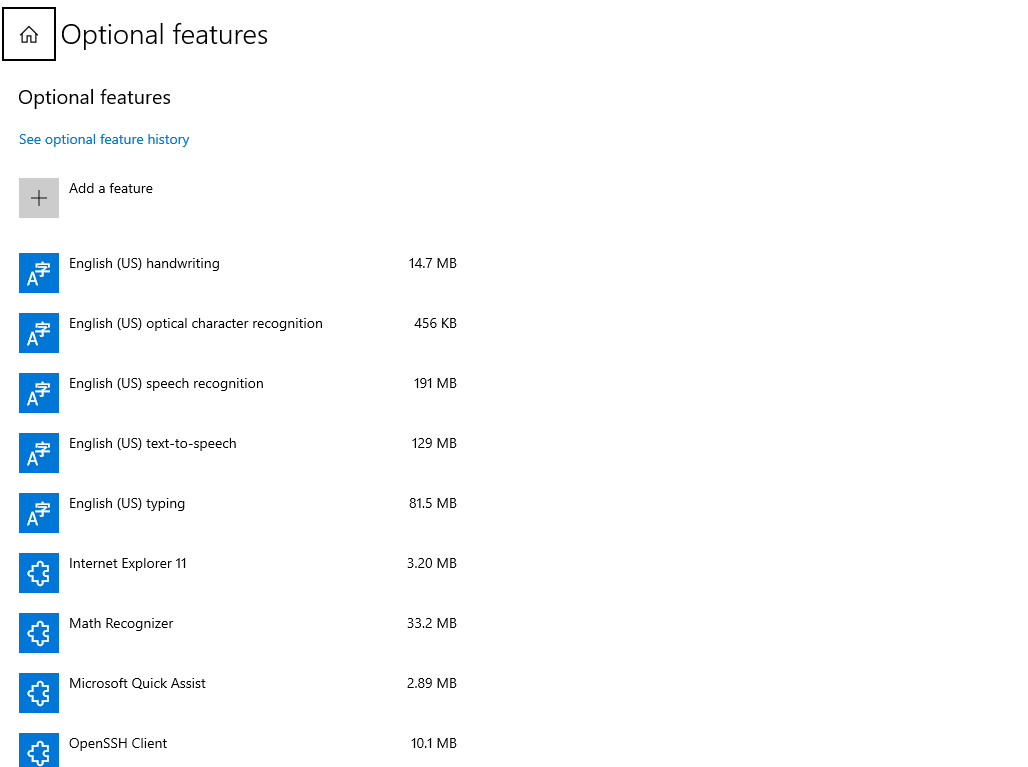 Optional features
Optional features
See optional feature history
Add a feature
English (US) handwriting 14.7 MB
English (US) optical character recognition 456 KB
English (US) speech recognition 191 MB
English (US) text-to-speech 129 MB
English (US) typing 81.5 MB
Internet Explorer 11 3.20 MB
Math Recognizer 33.2 MB
Microsoft Quick Assist 2.89 MB
OpenSSH Client 10.1 MB